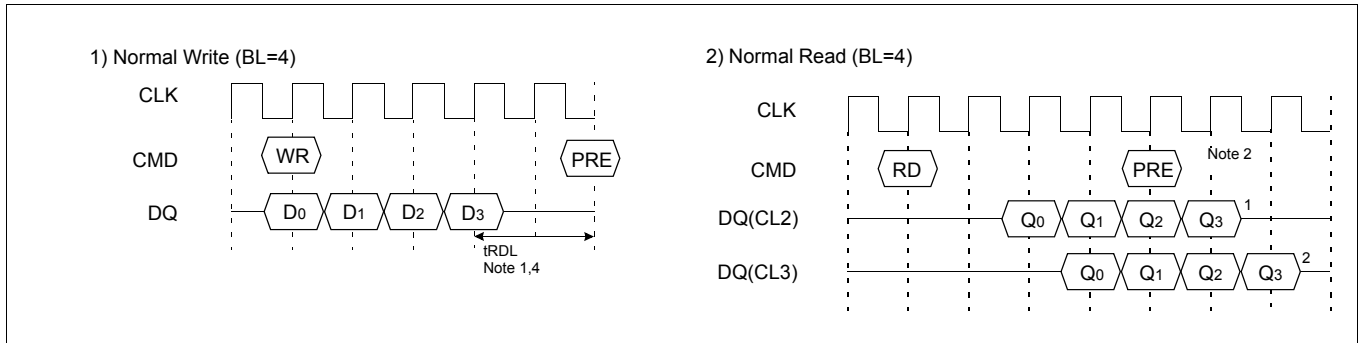 1) Normal Write (BL=4)
CLK
CMD
WR
PRE
DQ
D0
D1
D2
D3
tRDL
Note 1,4
2) Normal Read (BL=4)
CLK
CMD
RD
PRE
Note 2
DQ(CL2)
Q0
Q1
Q2
Q3
1
DQ(CL3)
Q0
Q1
Q2
Q3
2